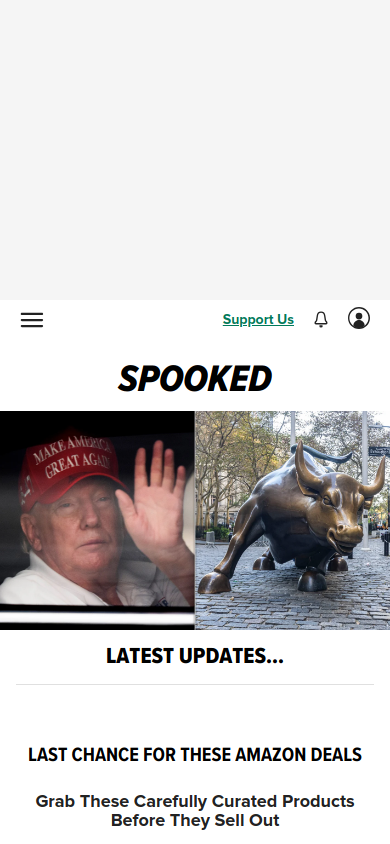 Support Us
SPOOKED
MAKE AMERICA
GREAT AGAIN
LATEST UPDATES...
LAST CHANCE FOR THESE AMAZON DEALS
Grab These Carefully Curated Products
Before They Sell Out